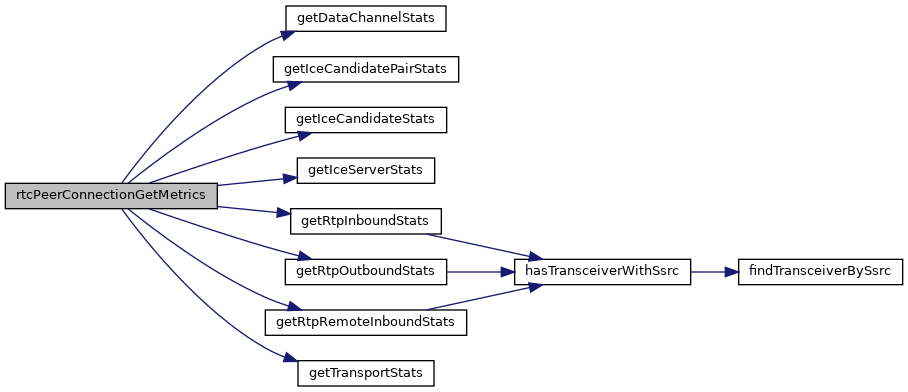 getDataChannelStats
getIceCandidatePairStats
getIceCandidateStats
getIceServerStats
rtcPeerConnectionGetMetrics
getRtpInboundStats
getRtpOutboundStats
hasTransceiverWithSsrc
findTransceiverBySsrc
getRtpRemoteInboundStats
getTransportStats